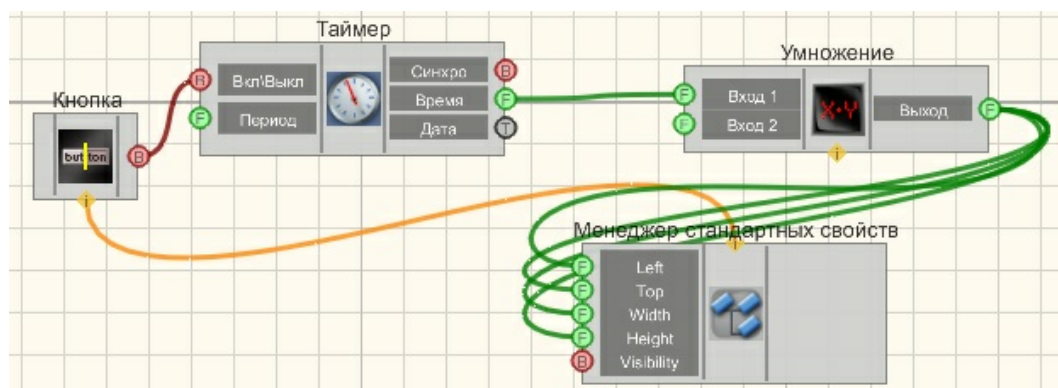 Таймер
Вкл\Выкл
Период
Синхро
Время
Дата
B
F
B
F
T
Кнопка
button
B
i
Умножение
Вход 1
Вход 2
Выход
F
F
X·Y
F
i
Менеджер стандартных свойств
i
F Left
F Top
F Width
F Height
B Visibility